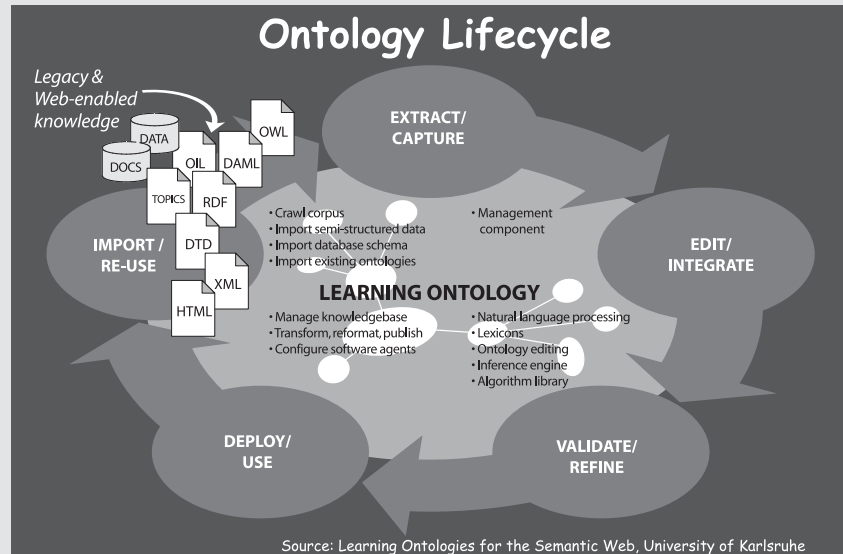 Ontology Lifecycle
Legacy &
Web-enabled
knowledge
DATA
DOCS
OIL
DAML
OWL
TOPICS
RDF
DTD
XML
HTML
EXTRACT/
CAPTURE
IMPORT /
RE-USE
EDIT/
INTEGRATE
• Crawl corpus
• Import semi-structured data
• Import database schema
• Import existing ontologies
• Management
component
LEARNING ONTOLOGY
• Manage knowledgebase
• Transform, reformat, publish
• Configure software agents
• Natural language processing
• Lexicons
• Ontology editing
• Inference engine
• Algorithm library
DEPLOY/
USE
VALIDATE/
REFINE
Source: Learning Ontologies for the Semantic Web, University of Karlsruhe